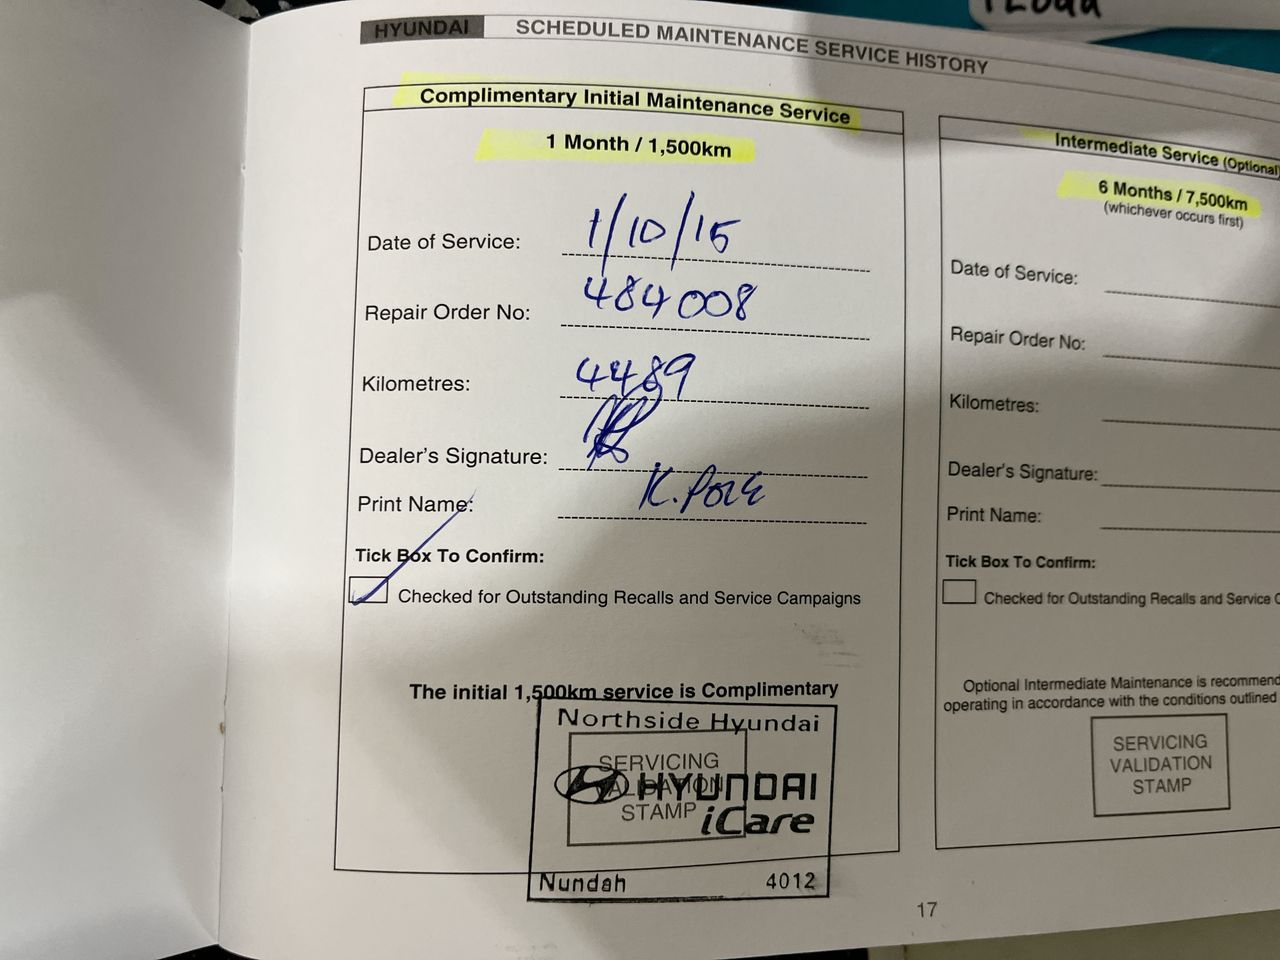 HYUNDAI SCHEDULED MAINTENANCE SERVICE HISTORY
Complimentary Initial Maintenance Service
1 Month / 1,500km
Date of Service: 1/10/15
Repair Order No: 484008
Kilometres: 4489
Dealer's Signature:
Print Name: K.
Tick Box To Confirm:
Checked for Outstanding Recalls and Service Campaigns
The initial 1,500km service is Complimentary
Northside Hyundai
SERVICING
VALIDATION
STAMP
HYUNDAI
iCare
Nundah 4012
Intermediate Service (Optional)
6 Months / 7,500km
(whichever occurs first)
Date of Service:
Repair Order No:
Kilometres:
Dealer's Signature:
Print Name:
Tick Box To Confirm:
Checked for Outstanding Recalls and Service C
Optional Intermediate Maintenance is recommend
operating in accordance with the conditions outlined
SERVICING
VALIDATION
STAMP
17